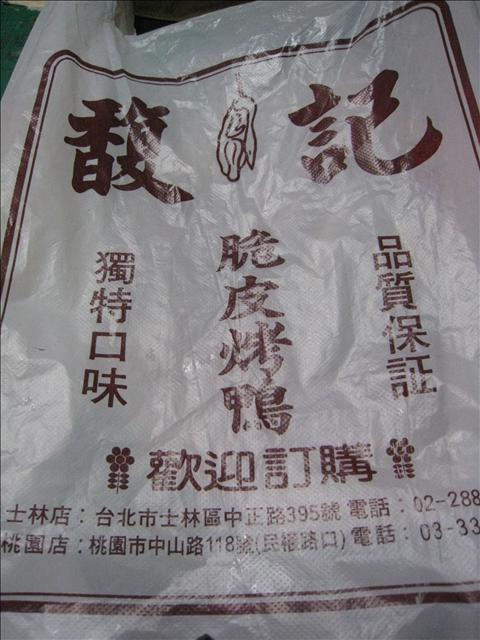 馥記
品質保証
脆皮烤鴨
獨特口味
歡迎訂購
士林店：台北市士林區中正路395號 電話：02-288
桃園店：桃園市中山路118號(民權路口) 電話：03-33